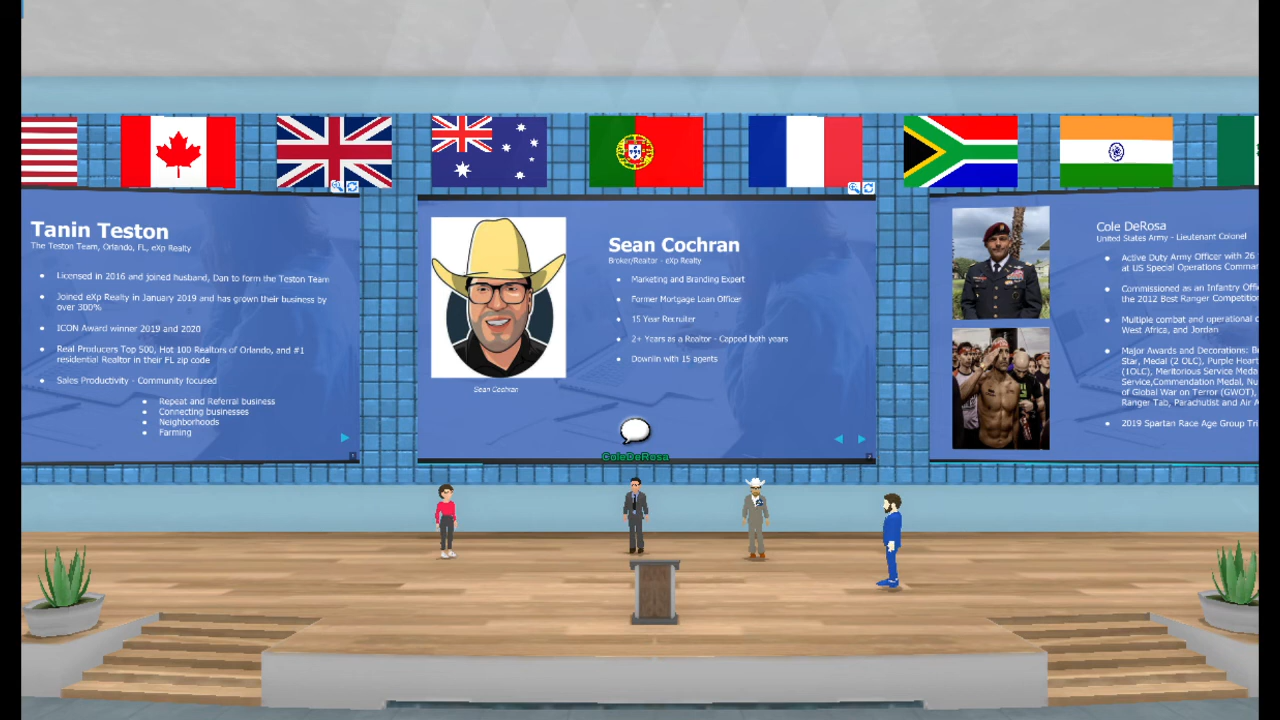 Tanin Teston
The Teston Team, Orlando, FL, eXp Realty
Licensed in 2016 and joined husband, Dan to form the Teston Team
Joined eXp Realty in January 2019 and has grown their business by
over 300%
ICON Award winner 2019 and 2020
Real Producers Top 500, Hot 100 Realtors of Orlando, and #1
residential Realtor in their FL zip code
Sales Productivity - Community focused
Repeat and Referral business
Connecting businesses
Neighborhoods
Farming
Sean Cochran
Broker/Realtor - eXp Realty
Marketing and Branding Expert
Former Mortgage Loan Officer
15 Year Recruiter
2+ Years as a Realtor - Capped both years
Downlin with 15 agents
Sean Cochran
ColeDeRosa
Cole DeRosa
United States Army - Lieutenant Colonel
Active Duty Army Officer with 26
at US Special Operations Comma
Commissioned as an Infantry Offi
the 2012 Best Ranger Competitio
Multiple combat and operational
West Africa, and Jordan
Major Awards and Decorations:
Star, Medal (2 OLC), Purple Heart
(1OLC), Meritorious Service Meda
Service,Commendation Medal,
of Global War on Terror (GWOT),
Ranger Tab, Parachutist and Air
2019 Spartan Race Age Group